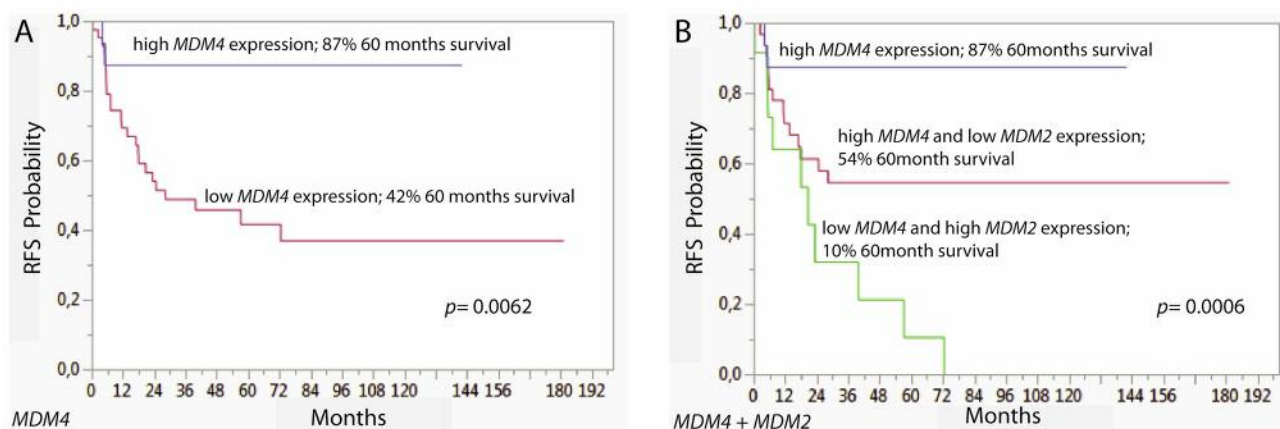 A
1,0
0,8
0,6
0,4
0,2
0,0
RFS Probability
high MDM4 expression; 87% 60 months survival
low MDM4 expression; 42% 60 months survival
p= 0.0062
0 12 24 36 48 60 72 84 96 108 120 144 156 180 192
MDM4
Months
B
1,0
0,8
0,6
0,4
0,2
0,0
RFS Probability
high MDM4 expression; 87% 60months survival
high MDM4 and low MDM2 expression;
54% 60month survival
low MDM4 and high MDM2 expression;
10% 60month survival
p= 0.0006
0 12 24 36 48 60 72 84 96 108 120 144 156 180 192
MDM4 + MDM2
Months